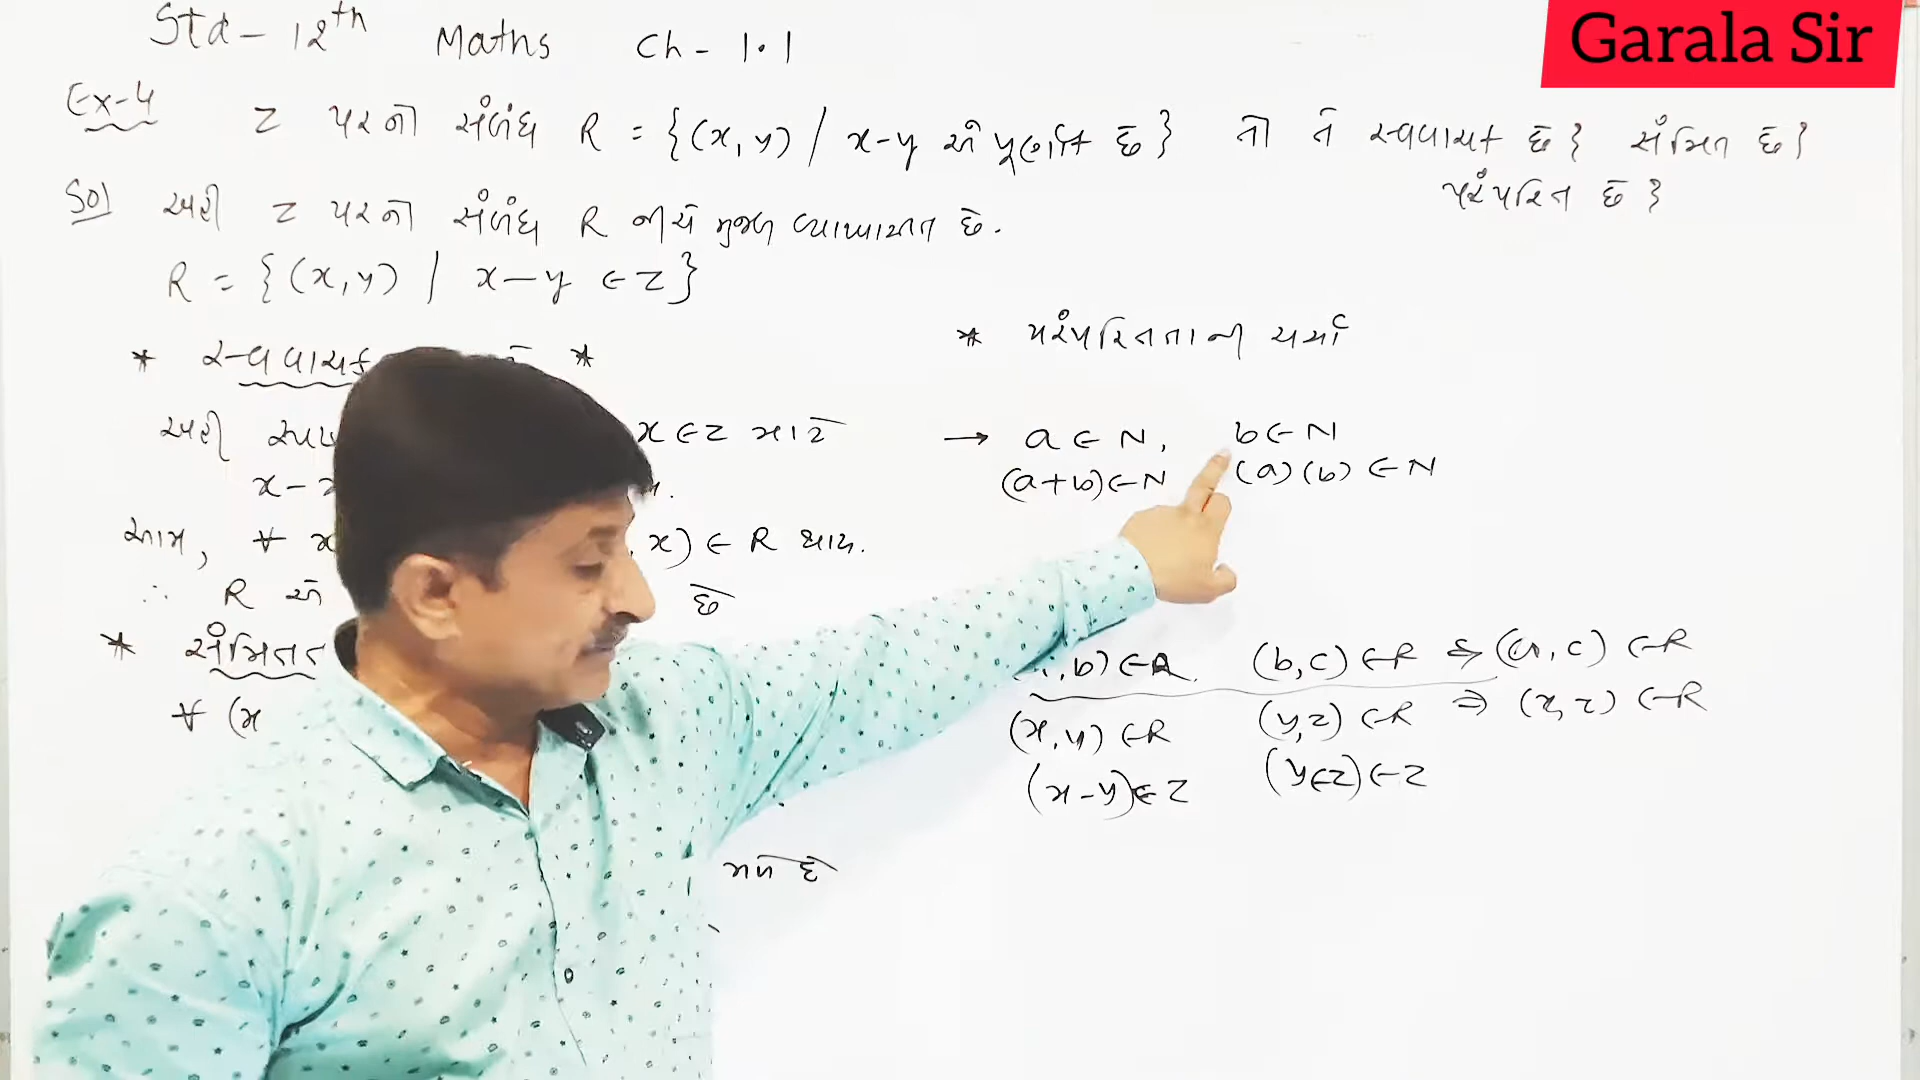 Garala Sir
Std - 12th Maths Ch - 1.1
Ex-4 Z પરનો સંબંધ R = {(x, y) / x-y એ પૂર્ણાંક છે} તો તે સ્વવાચક છે? સંમિત છે?
પરંપરિત છે?
Sol અહીં Z પરનો સંબંધ R નીચે મુજબ વ્યાખ્યાયિત છે.
R = {(x, y) / x-y ∈ Z}
* સ્વવાચક *
અહીં x ∈ Z માટે
x-
આમ, ∀ x x) ∈ R થાય.
∴ R એ છે
* સંમિતત
∀ (x
મળે છે
* પરંપરિતતાની ચર્ચા
→ a ∈ N, b ∈ N
(a+b) ∈ N (a)(b) ∈ N
, b) ∈ R. (b,c) ∈ R ⇒ (a,c) ∈ R
(x,y) ∈ R (y,z) ∈ R ⇒ (x,z) ∈ R
(x-y) ∈ Z (y∈z) ∈ Z